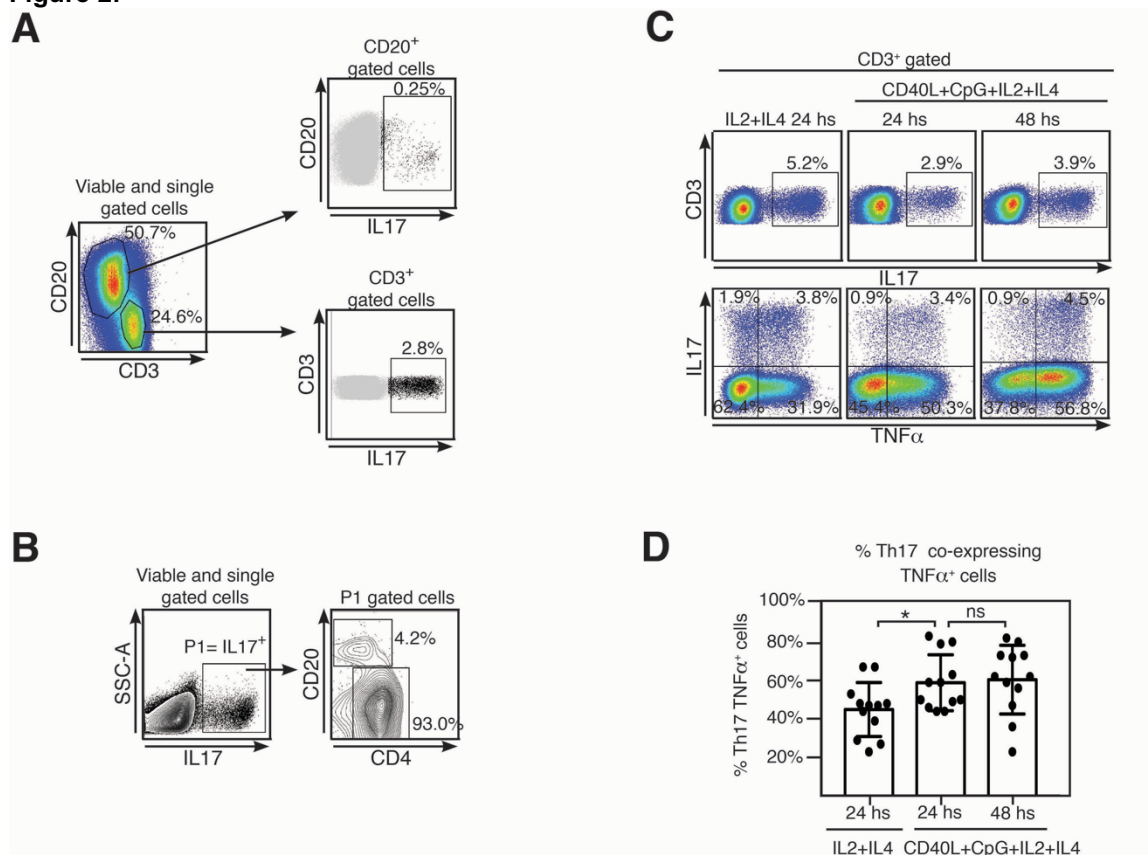 Figure 2.
A
CD20⁺
gated cells
0.25%
CD20
IL17
Viable and single
gated cells
50.7%
24.6%
CD20
CD3
CD3⁺
gated cells
2.8%
CD3
IL17
B
Viable and single
gated cells
P1= IL17⁺
SSC-A
IL17
P1 gated cells
4.2%
93.0%
CD20
CD4
C
CD3⁺ gated
CD40L+CpG+IL2+IL4
IL2+IL4 24 hs
24 hs
48 hs
5.2%
2.9%
3.9%
CD3
IL17
1.9% 3.8%
0.9% 3.4%
0.9% 4.5%
IL17
62.4% 31.9%
45.4% 50.3%
37.8% 56.8%
TNFα
D
% Th17 co-expressing
TNFα⁺ cells
% Th17 TNFα⁺ cells
100%
80%
60%
40%
20%
*
ns
24 hs
24 hs
48 hs
IL2+IL4
CD40L+CpG+IL2+IL4